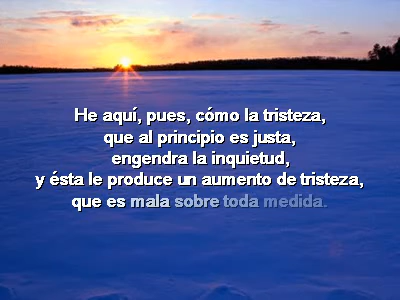 He aquí, pues, cómo la tristeza,
que al principio es justa,
engendra la inquietud,
y ésta le produce un aumento de tristeza,
que es mala sobre toda medida.